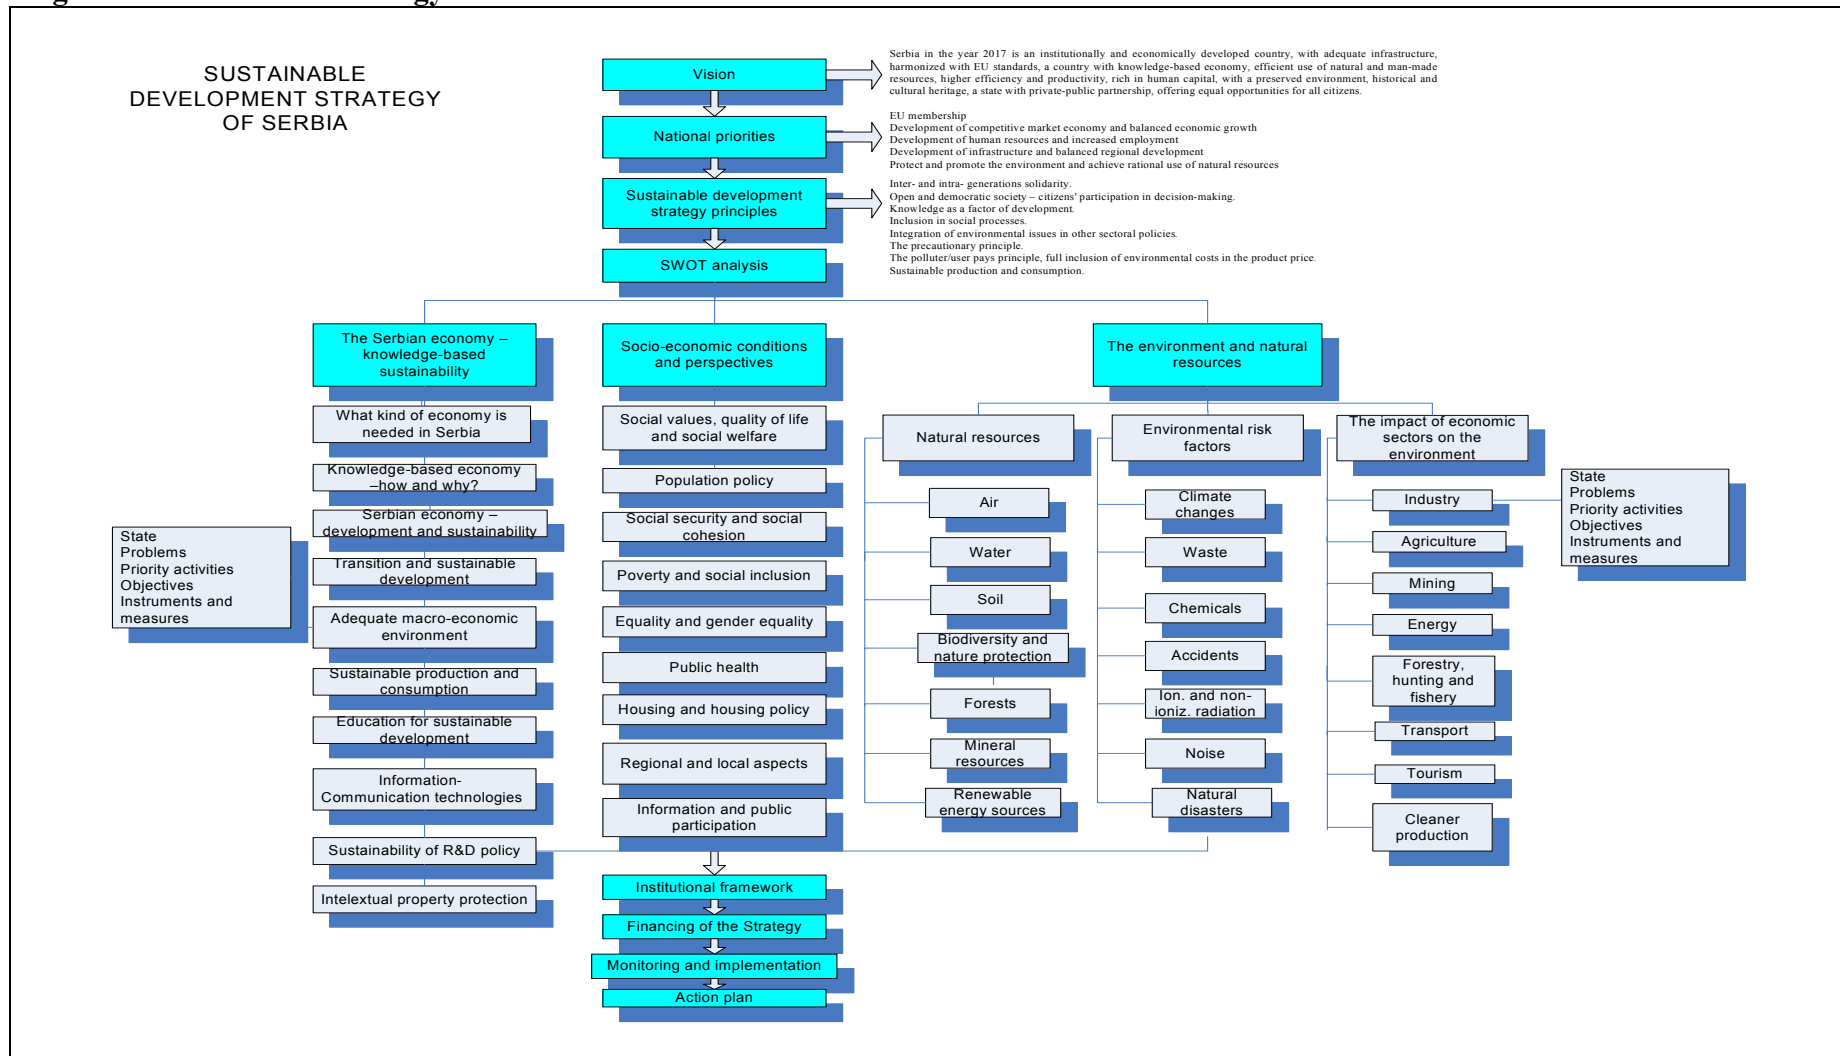 SUSTAINABLE
DEVELOPMENT STRATEGY
OF SERBIA
Vision
Serbia in the year 2017 is an institutionally and economically developed country, with adequate infrastructure,
harmonized with EU standards, a country with knowledge-based economy, efficient use of natural and man-made
resources, higher efficiency and productivity, rich in human capital, with a preserved environment, historical and
cultural heritage, a state with private-public partnership, offering equal opportunities for all citizens.
National priorities
EU membership
Development of competitive market economy and balanced economic growth
Development of human resources and increased employment
Development of infrastructure and balanced regional development
Protect and promote the environment and achieve rational use of natural resources
Sustainable development
strategy principles
Inter- and intra- generations solidarity.
Open and democratic society – citizens' participation in decision-making.
Knowledge as a factor of development.
Inclusion in social processes.
Integration of environmental issues in other sectoral policies.
The precautionary principle.
The polluter/user pays principle, full inclusion of environmental costs in the product price.
Sustainable production and consumption.
SWOT analysis
The Serbian economy –
knowledge-based
sustainability
What kind of economy is
needed in Serbia
Knowledge-based economy
–how and why?
Serbian economy –
development and sustainability
Transition and sustainable
development
Adequate macro-economic
environment
Sustainable production and
consumption
Education for sustainable
development
Information-
Communication technologies
Sustainability of R&D policy
Intelextual property protection
State
Problems
Priority activities
Objectives
Instruments and
measures
Socio-economic conditions
and perspectives
Social values, quality of life
and social welfare
Population policy
Social security and social
cohesion
Poverty and social inclusion
Equality and gender equality
Public health
Housing and housing policy
Regional and local aspects
Information and public
participation
The environment and natural
resources
Natural resources
Air
Water
Soil
Biodiversity and
nature protection
Forests
Mineral
resources
Renewable
energy sources
Environmental risk
factors
Climate
changes
Waste
Chemicals
Accidents
Ion. and non-
ioniz. radiation
Noise
Natural
disasters
The impact of economic
sectors on the
environment
Industry
Agriculture
Mining
Energy
Forestry,
hunting and
fishery
Transport
Tourism
Cleaner
production
State
Problems
Priority activities
Objectives
Instruments and
measures
Institutional framework
Financing of the Strategy
Monitoring and implementation
Action plan